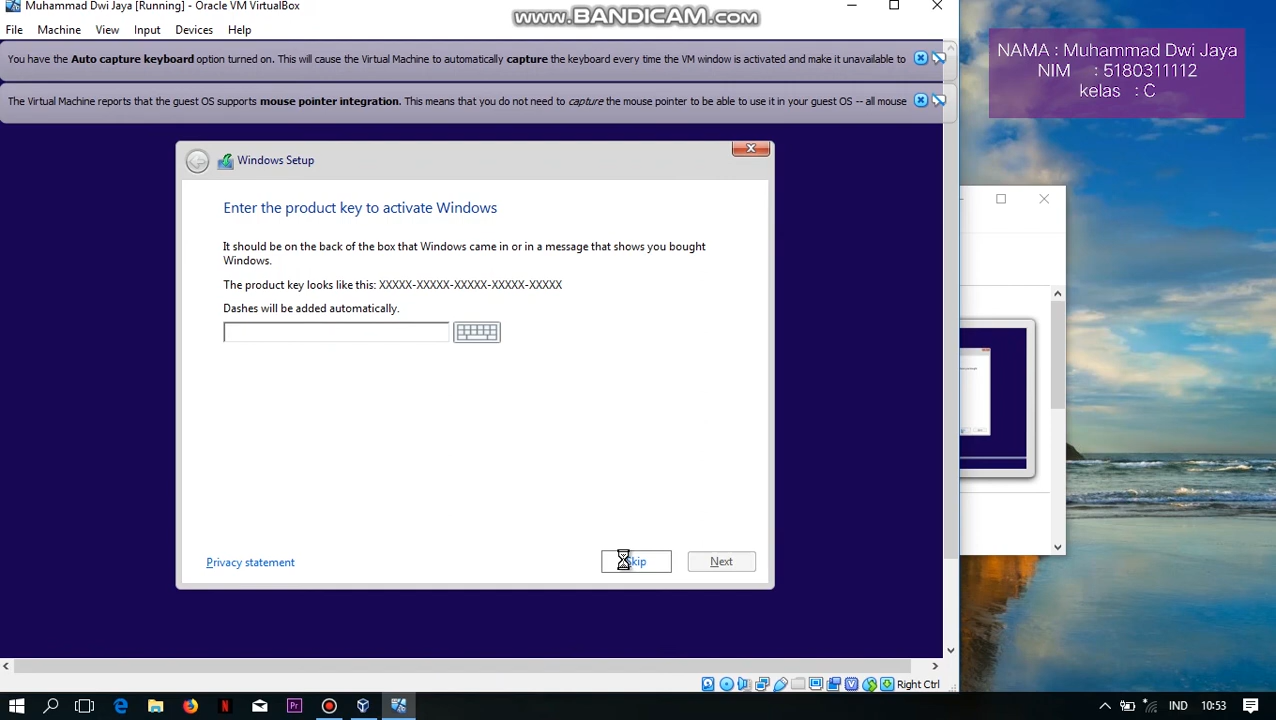 Muhammad Dwi Jaya [Running] - Oracle VM VirtualBox
www.BANDICAM.com
File Machine View Input Devices Help
You have the Auto capture keyboard option turned on. This will cause the Virtual Machine to automatically capture the keyboard every time the VM window is activated and make it unavailable to
The Virtual Machine reports that the guest OS supports mouse pointer integration. This means that you do not need to capture the mouse pointer to be able to use it in your guest OS -- all mouse
NAMA : Muhammad Dwi Jaya
NIM : 5180311112
kelas : C
Windows Setup
Enter the product key to activate Windows
It should be on the back of the box that Windows came in or in a message that shows you bought
Windows.
The product key looks like this: XXXXX-XXXXX-XXXXX-XXXXX-XXXXX
Dashes will be added automatically.
Privacy statement
Skip
Next
Right Ctrl
IND 10:53